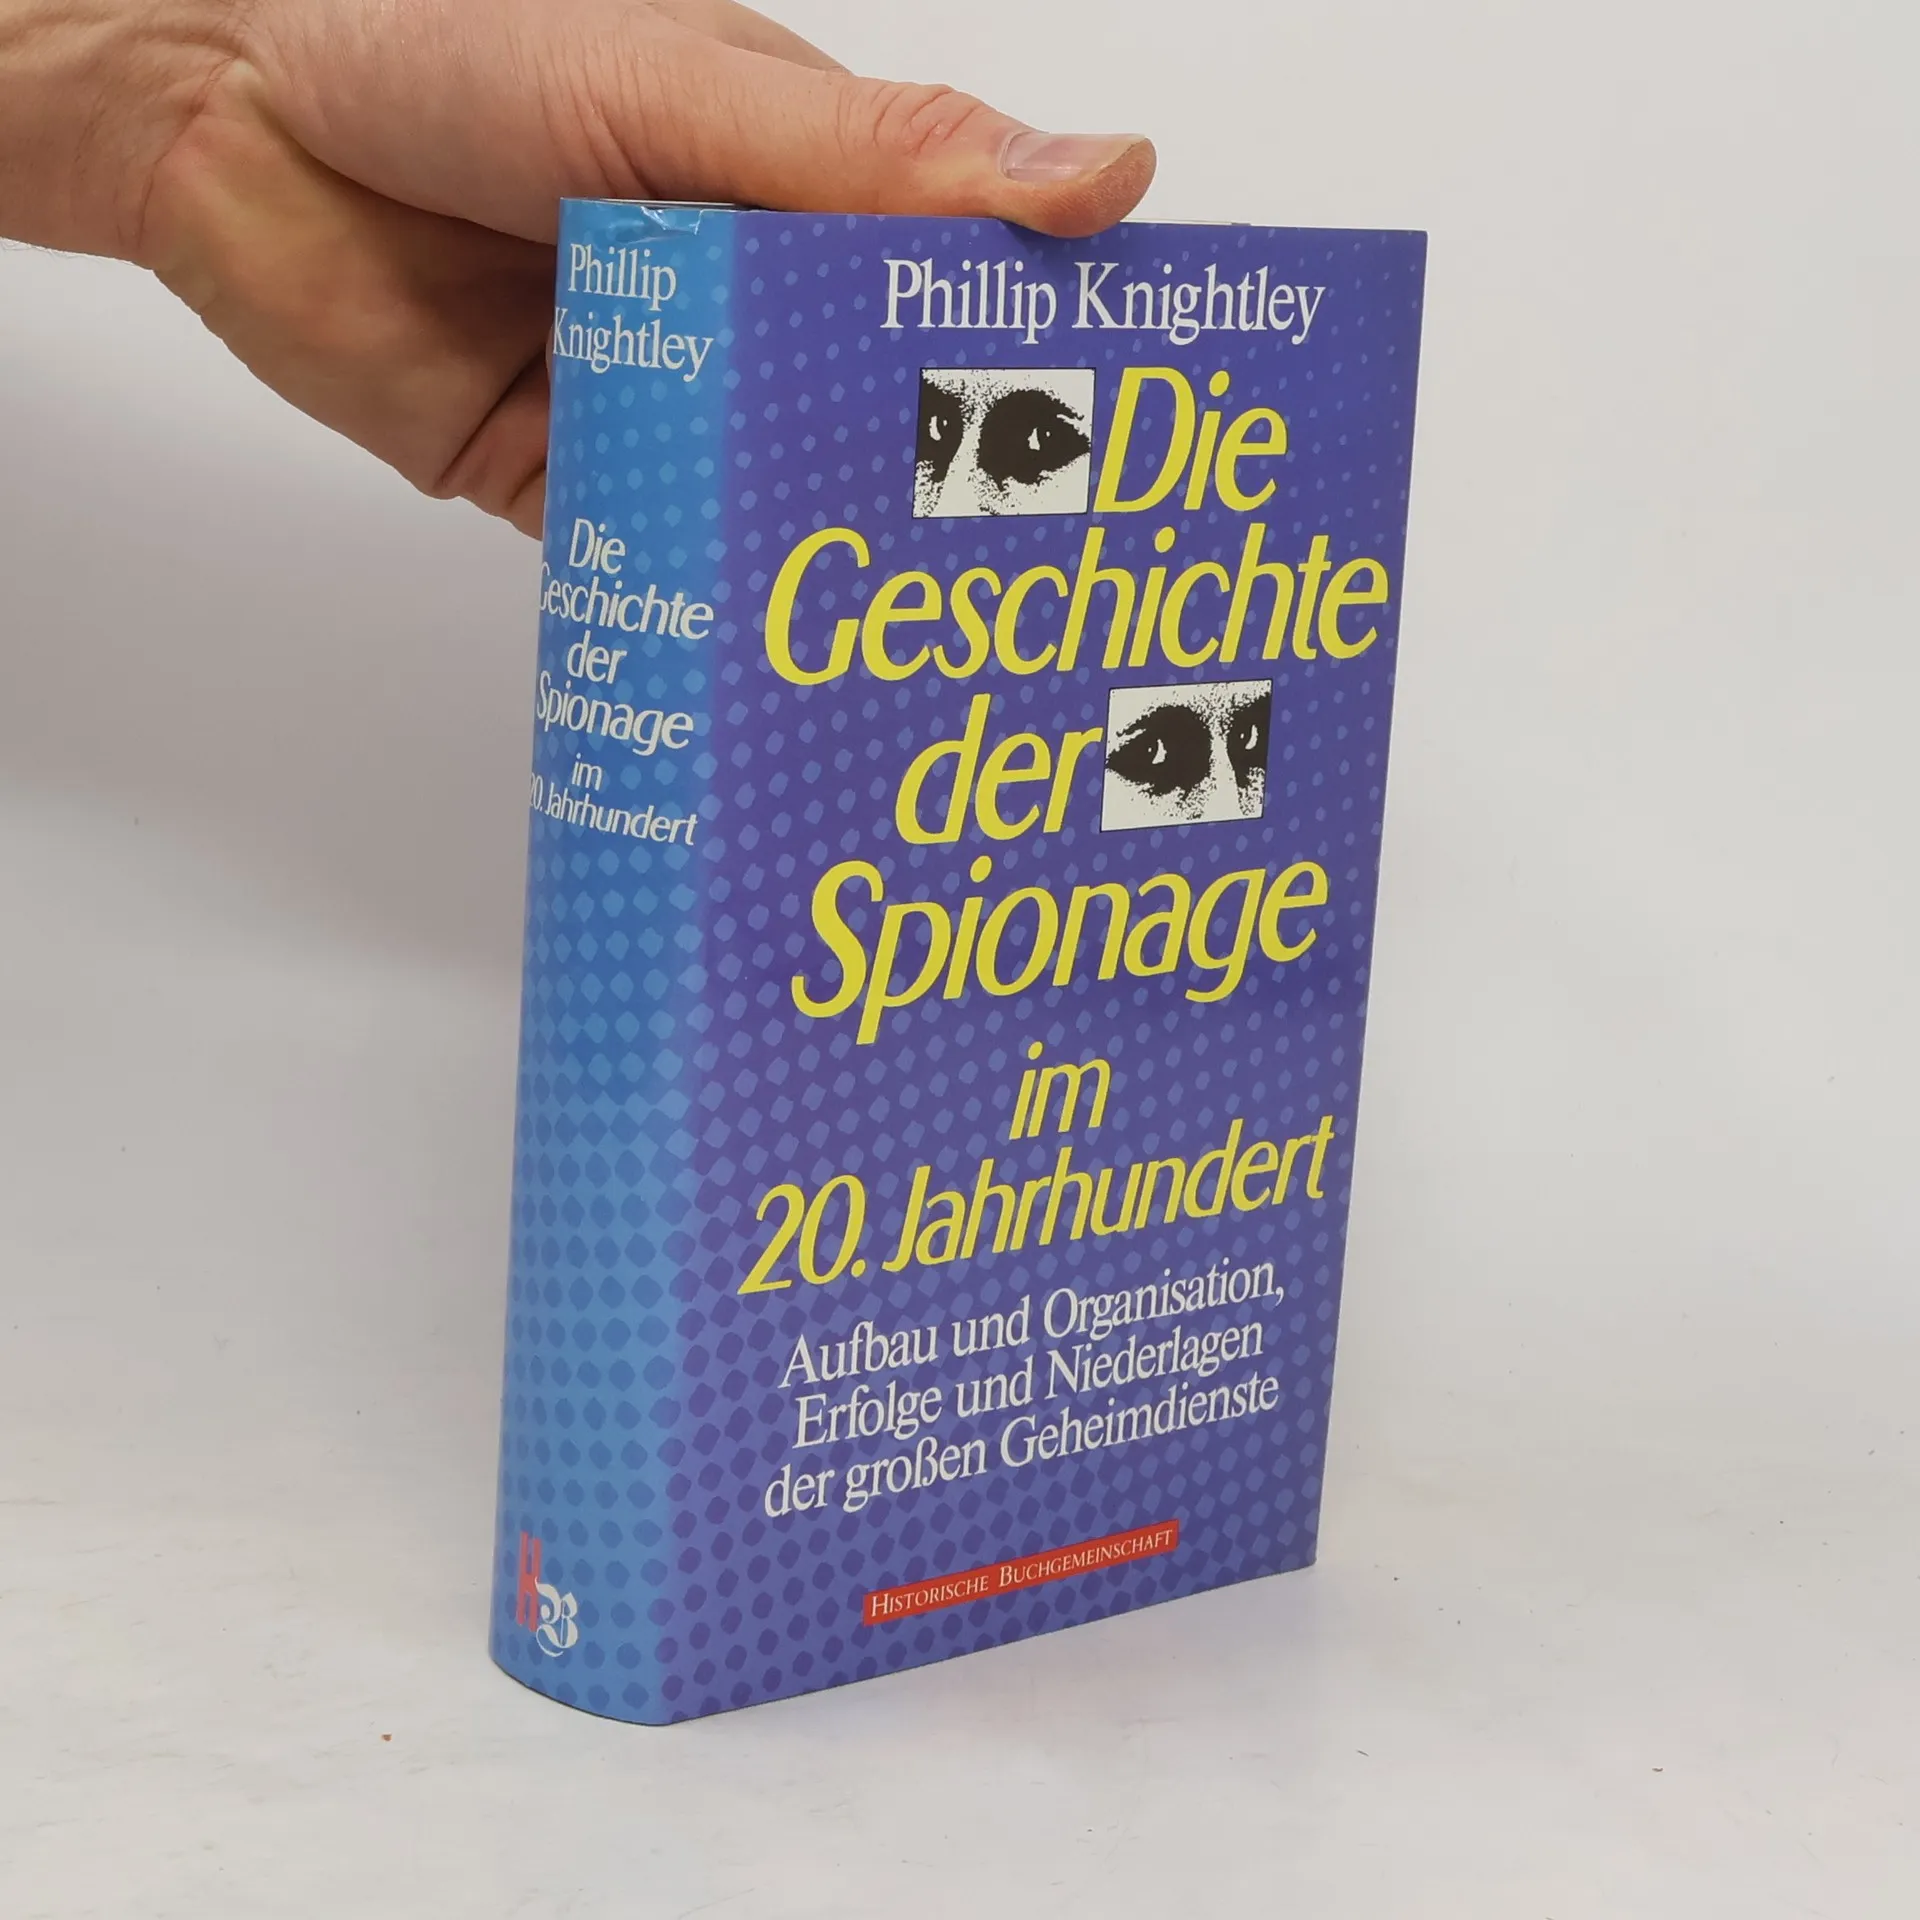 Phillip
Knightley
Die
Geschichte
der
Spionage
im
20. Jahrhundert
HB
Phillip Knightley
Die
Geschichte
der
Spionage
im
20. Jahrhundert
Aufbau und Organisation,
Erfolge und Niederlagen
der großen Geheimdienste
HISTORISCHE BUCHGEMEINSCHAFT